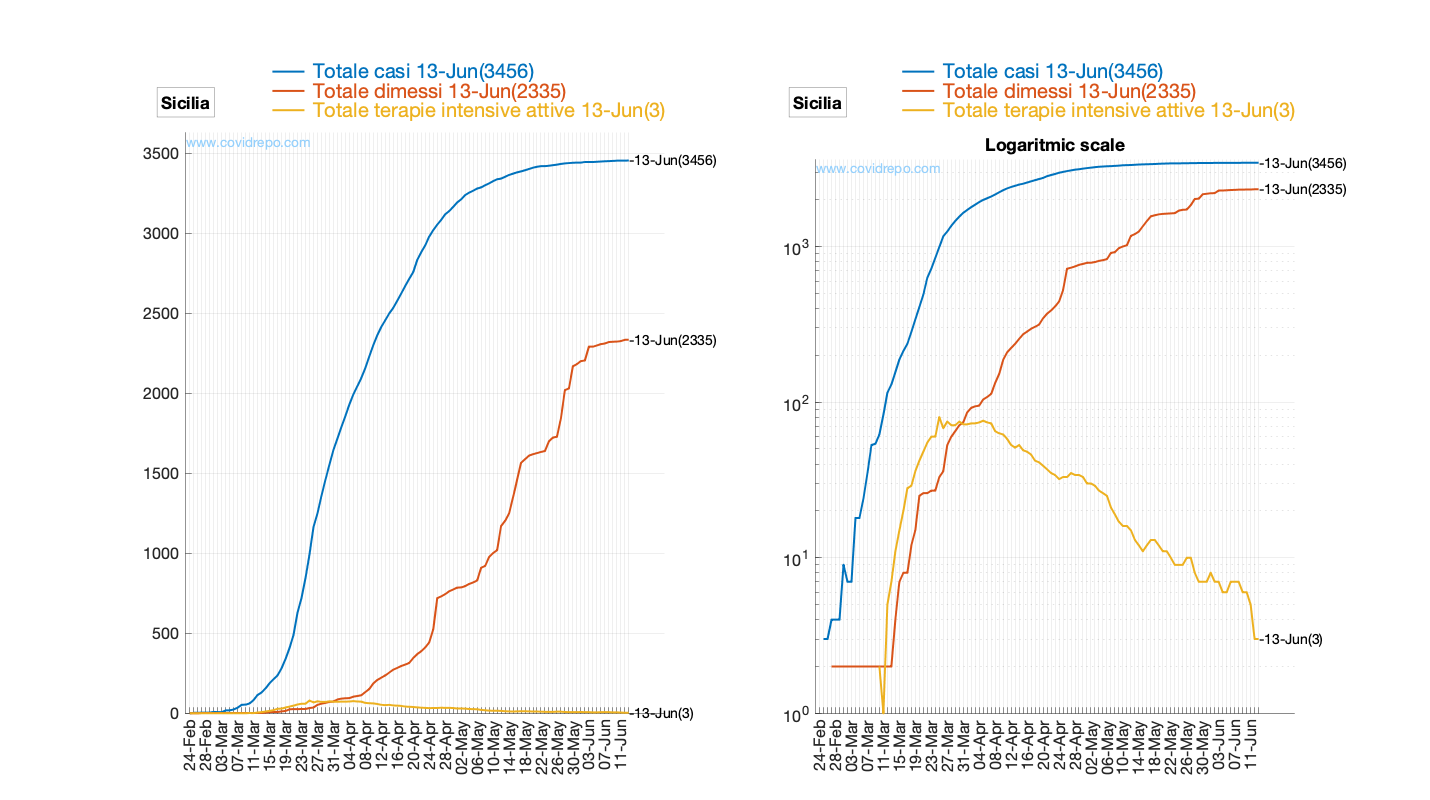 Totale casi 13-Jun(3456)
Totale dimessi 13-Jun(2335)
Totale terapie intensive attive 13-Jun(3)
Sicilia
www.covidrepo.com
3500
3000
2500
2000
1500
1000
500
0
-13-Jun(3456)
-13-Jun(2335)
-13-Jun(3)
24-Feb
28-Feb
03-Mar
07-Mar
11-Mar
15-Mar
19-Mar
23-Mar
27-Mar
31-Mar
04-Apr
08-Apr
12-Apr
16-Apr
20-Apr
24-Apr
28-Apr
02-May
06-May
10-May
14-May
18-May
22-May
26-May
30-May
03-Jun
07-Jun
11-Jun
Totale casi 13-Jun(3456)
Totale dimessi 13-Jun(2335)
Totale terapie intensive attive 13-Jun(3)
Sicilia
Logaritmic scale
www.covidrepo.com
10³
10²
10¹
10⁰
-13-Jun(3456)
-13-Jun(2335)
-13-Jun(3)
24-Feb
28-Feb
03-Mar
07-Mar
11-Mar
15-Mar
19-Mar
23-Mar
27-Mar
31-Mar
04-Apr
08-Apr
12-Apr
16-Apr
20-Apr
24-Apr
28-Apr
02-May
06-May
10-May
14-May
18-May
22-May
26-May
30-May
03-Jun
07-Jun
11-Jun